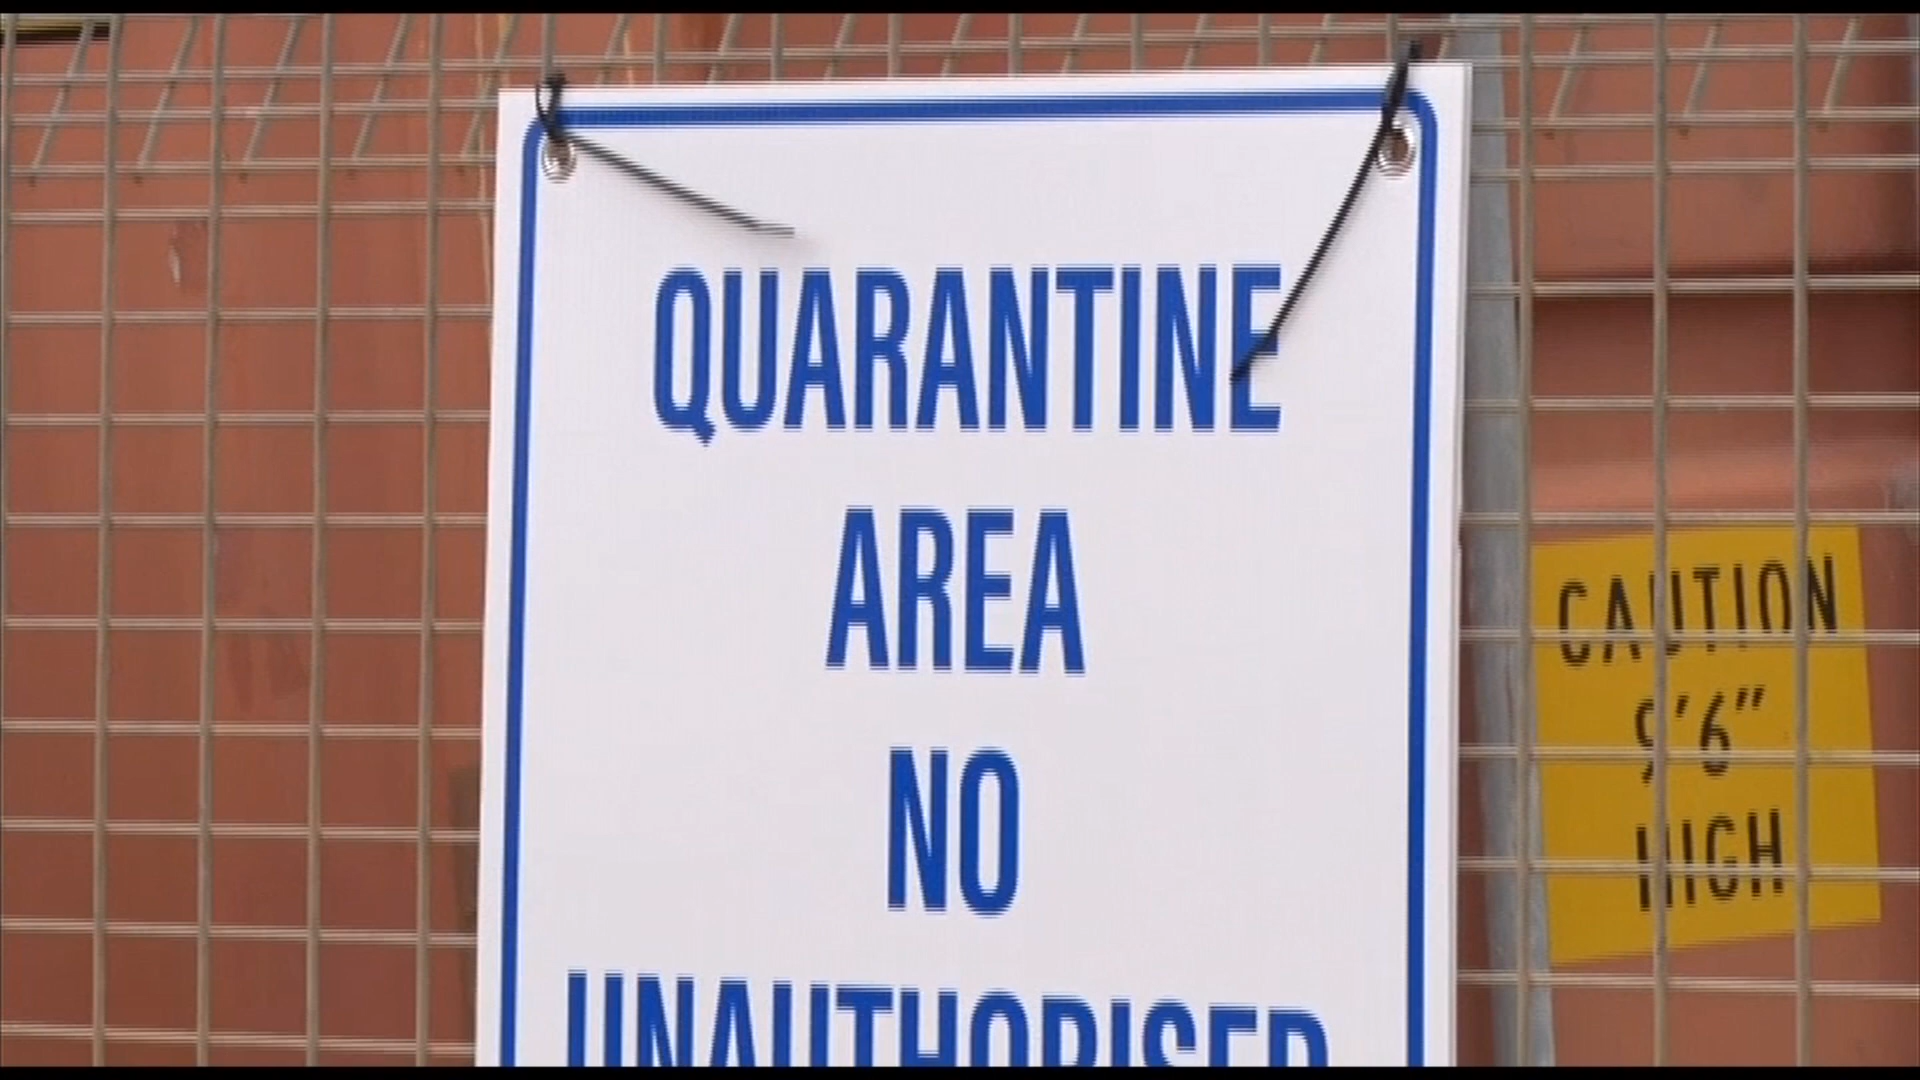 QUARANTINE
AREA
NO
UNAUTHORISED
CAUTION
9'6"
HIGH